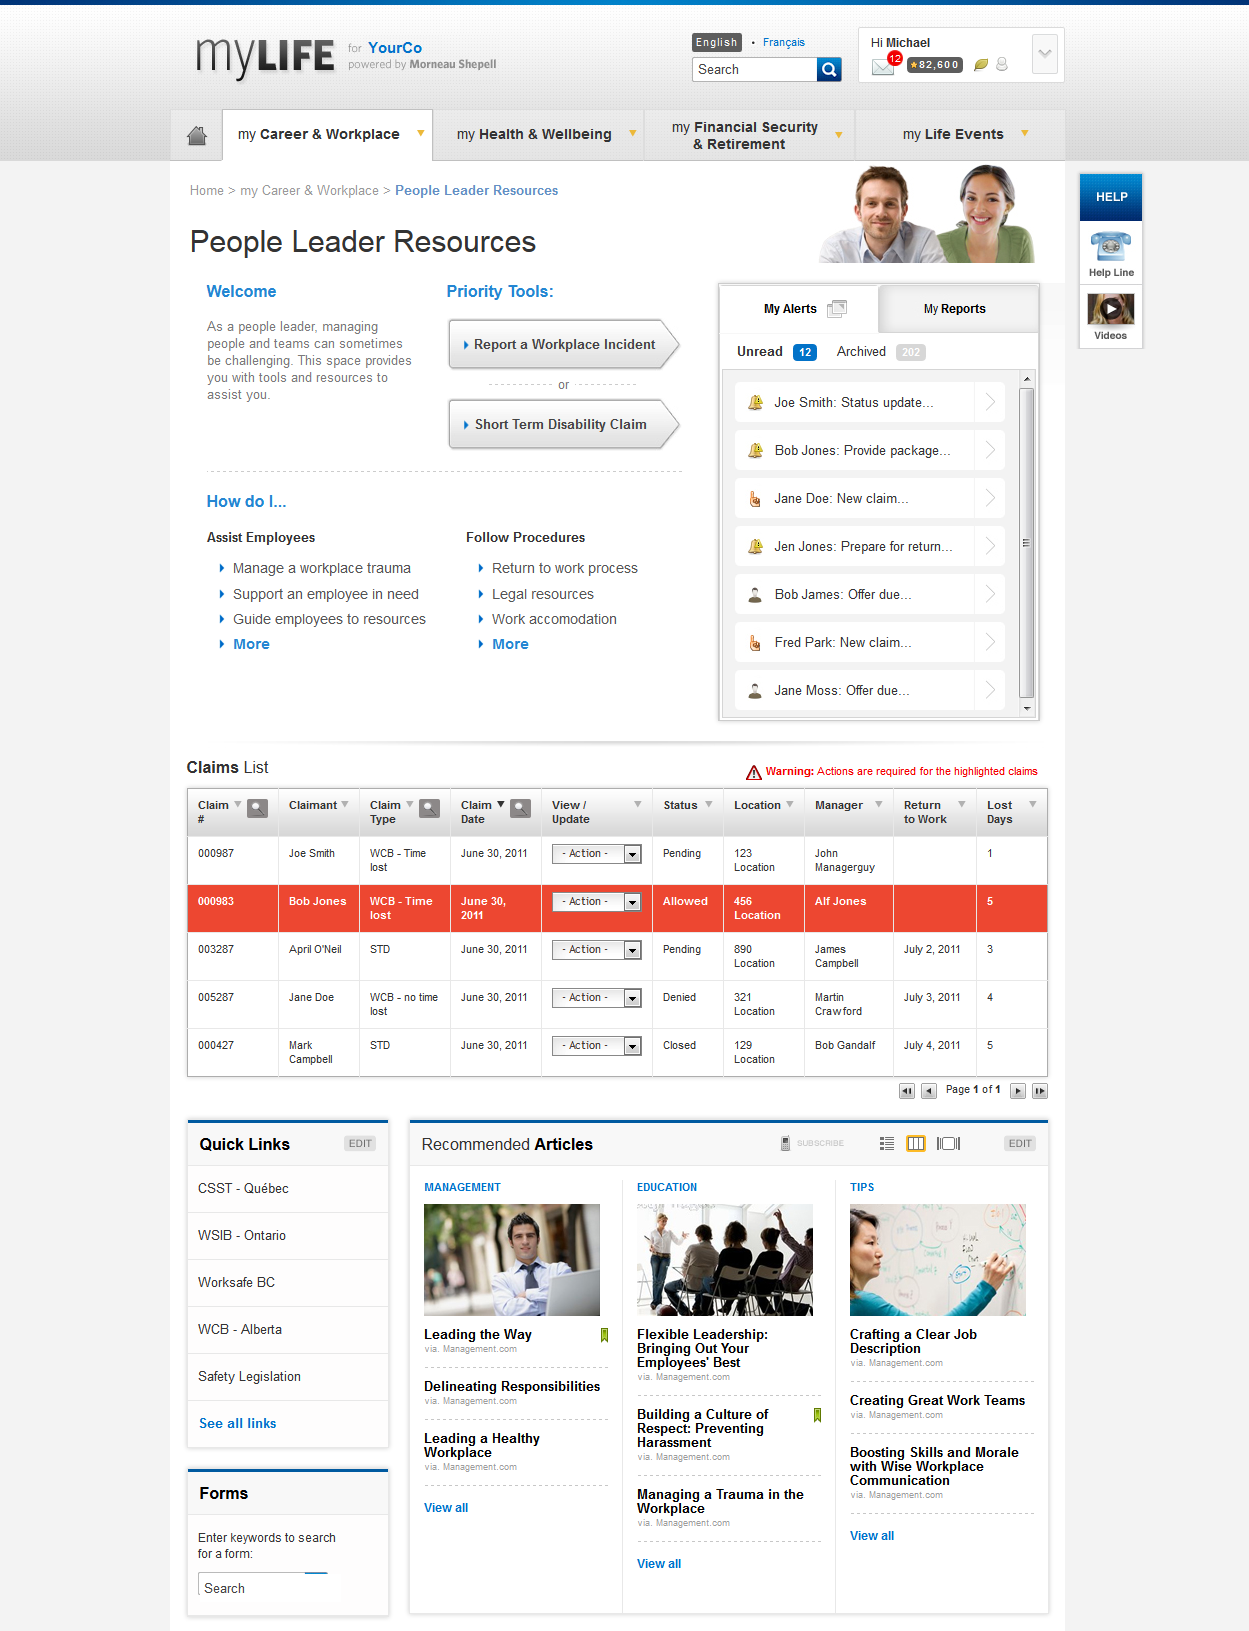 myLIFE for YourCo
powered by Morneau Shepell
English • Français
Search
Hi Michael
12
82,600
my Career & Workplace
my Health & Wellbeing
my Financial Security
& Retirement
my Life Events
Home > my Career & Workplace > People Leader Resources
People Leader Resources
HELP
Help Line
Videos
Welcome
As a people leader, managing
people and teams can sometimes
be challenging. This space provides
you with tools and resources to
assist you.
Priority Tools:
Report a Workplace Incident
or
Short Term Disability Claim
How do I...
Assist Employees
Manage a workplace trauma
Support an employee in need
Guide employees to resources
More
Follow Procedures
Return to work process
Legal resources
Work accomodation
More
My Alerts
My Reports
Unread 12 Archived 202
Joe Smith: Status update...
Bob Jones: Provide package...
Jane Doe: New claim...
Jen Jones: Prepare for return...
Bob James: Offer due...
Fred Park: New claim...
Jane Moss: Offer due...
Claims List
Warning: Actions are required for the highlighted claims
Claim # Claimant Claim Type Claim Date View / Update Status Location Manager Return to Work Lost Days
000987 Joe Smith WCB - Time lost June 30, 2011 - Action - Pending 123 Location John Managerguy 1
000983 Bob Jones WCB - Time lost June 30, 2011 - Action - Allowed 456 Location Alf Jones 5
003287 April O'Neil STD June 30, 2011 - Action - Pending 890 Location James Campbell July 2, 2011 3
005287 Jane Doe WCB - no time lost June 30, 2011 - Action - Denied 321 Location Martin Crawford July 3, 2011 4
000427 Mark Campbell STD June 30, 2011 - Action - Closed 129 Location Bob Gandalf July 4, 2011 5
Page 1 of 1
Quick Links EDIT
CSST - Québec
WSIB - Ontario
Worksafe BC
WCB - Alberta
Safety Legislation
See all links
Forms
Enter keywords to search
for a form:
Search
Recommended Articles
SUBSCRIBE
EDIT
MANAGEMENT
Leading the Way
via. Management.com
Delineating Responsibilities
via. Management.com
Leading a Healthy
Workplace
via. Management.com
View all
EDUCATION
Flexible Leadership:
Bringing Out Your
Employees' Best
via. Management.com
Building a Culture of
Respect: Preventing
Harassment
via. Management.com
Managing a Trauma in the
Workplace
via. Management.com
View all
TIPS
Crafting a Clear Job
Description
via. Management.com
Creating Great Work Teams
via. Management.com
Boosting Skills and Morale
with Wise Workplace
Communication
via. Management.com
View all